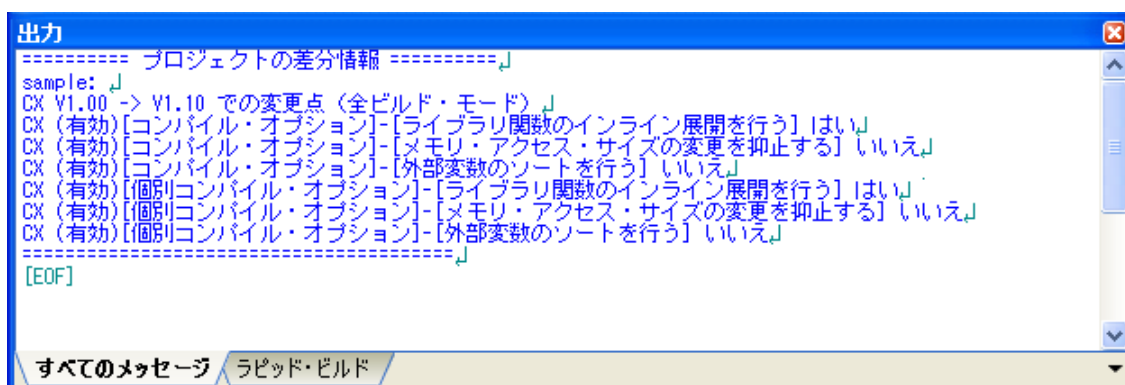 出力
========== プロジェクトの差分情報 ==========↲
sample: ↲
CX V1.00 -> V1.10 での変更点（全ビルド・モード）↲
CX (有効)[コンパイル・オプション]-[ライブラリ関数のインライン展開を行う] はい↲
CX (有効)[コンパイル・オプション]-[メモリ・アクセス・サイズの変更を抑止する] いいえ↲
CX (有効)[コンパイル・オプション]-[外部変数のソートを行う] いいえ↲
CX (有効)[個別コンパイル・オプション]-[ライブラリ関数のインライン展開を行う] はい↲
CX (有効)[個別コンパイル・オプション]-[メモリ・アクセス・サイズの変更を抑止する] いいえ↲
CX (有効)[個別コンパイル・オプション]-[外部変数のソートを行う] いいえ↲
========================================↲
[EOF]
すべてのメッセージ ラピッド・ビルド